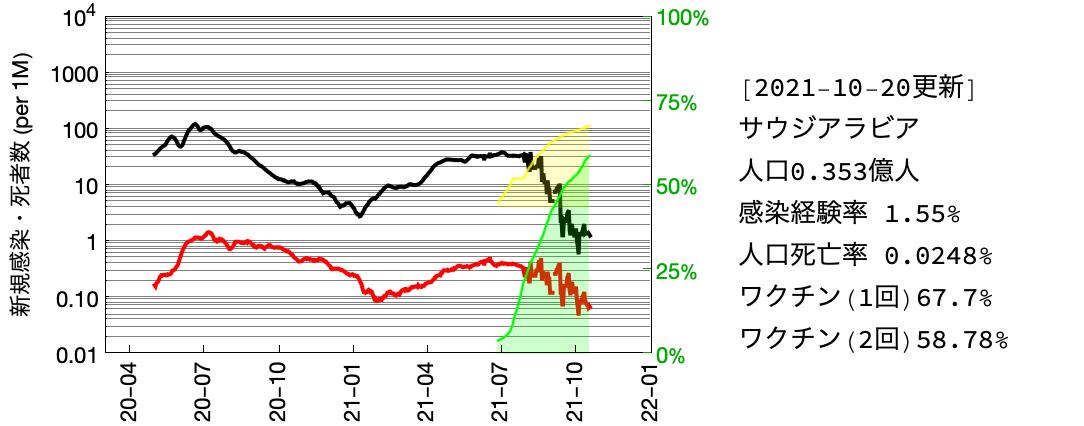 10^4
1000
100
10
1
0.10
0.01
新規感染・死者数 (per 1M)
100%
75%
50%
25%
0%
20-04
20-07
20-10
21-01
21-04
21-07
21-10
22-01
[2021-10-20更新]
サウジアラビア
人口0.353億人
感染経験率 1.55%
人口死亡率 0.0248%
ワクチン(1回)67.7%
ワクチン(2回)58.78%